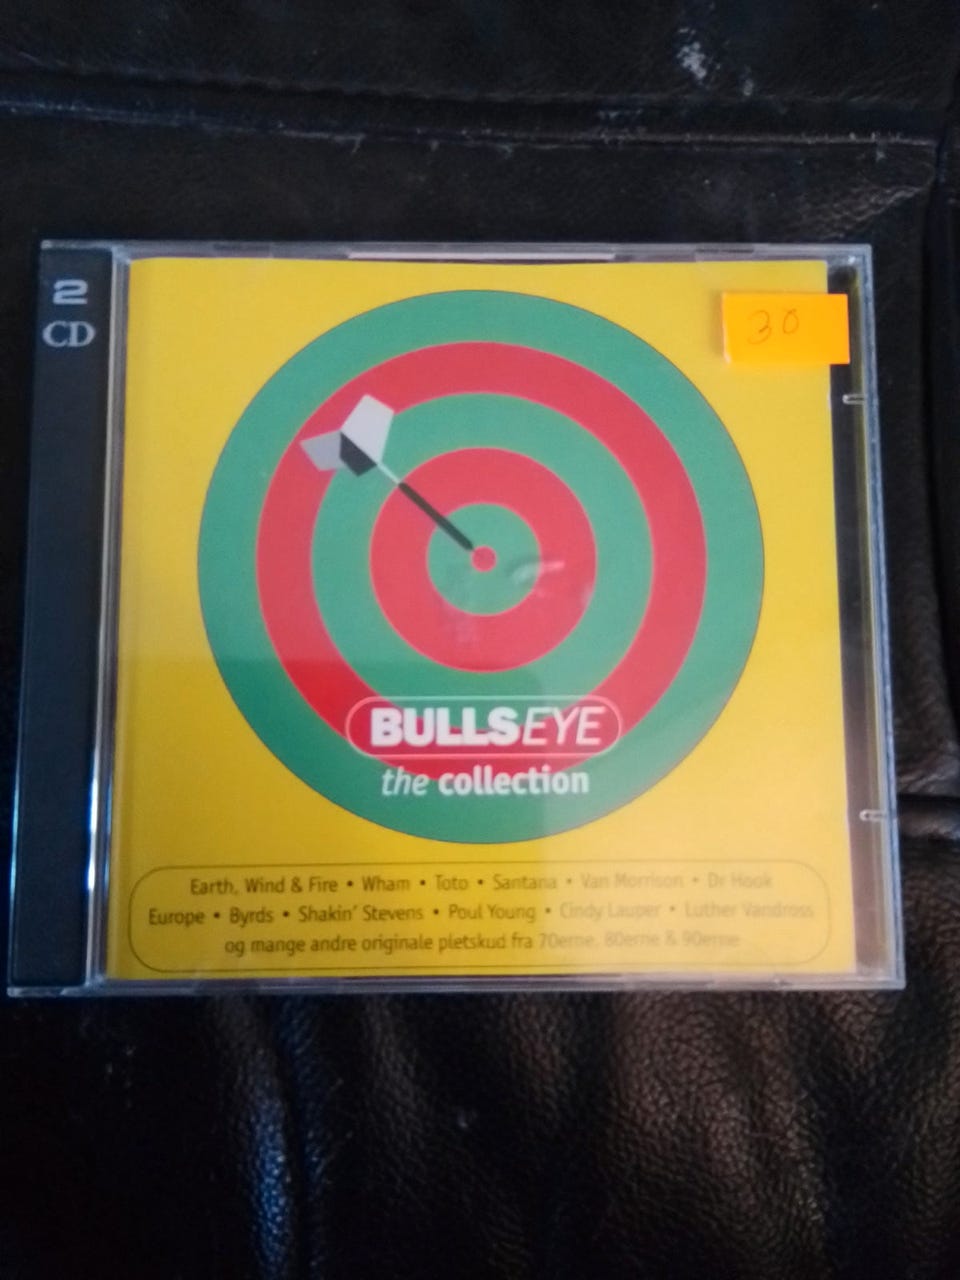 2
CD
30
BULLSEYE
the collection
Earth, Wind & Fire • Wham • Toto • Santana • Van Morrison • Dr Hook
Europe • Byrds • Shakin' Stevens • Poul Young • Cindy Lauper • Luther Vandross
og mange andre originale pletskud fra 70erne, 80erne & 90erne